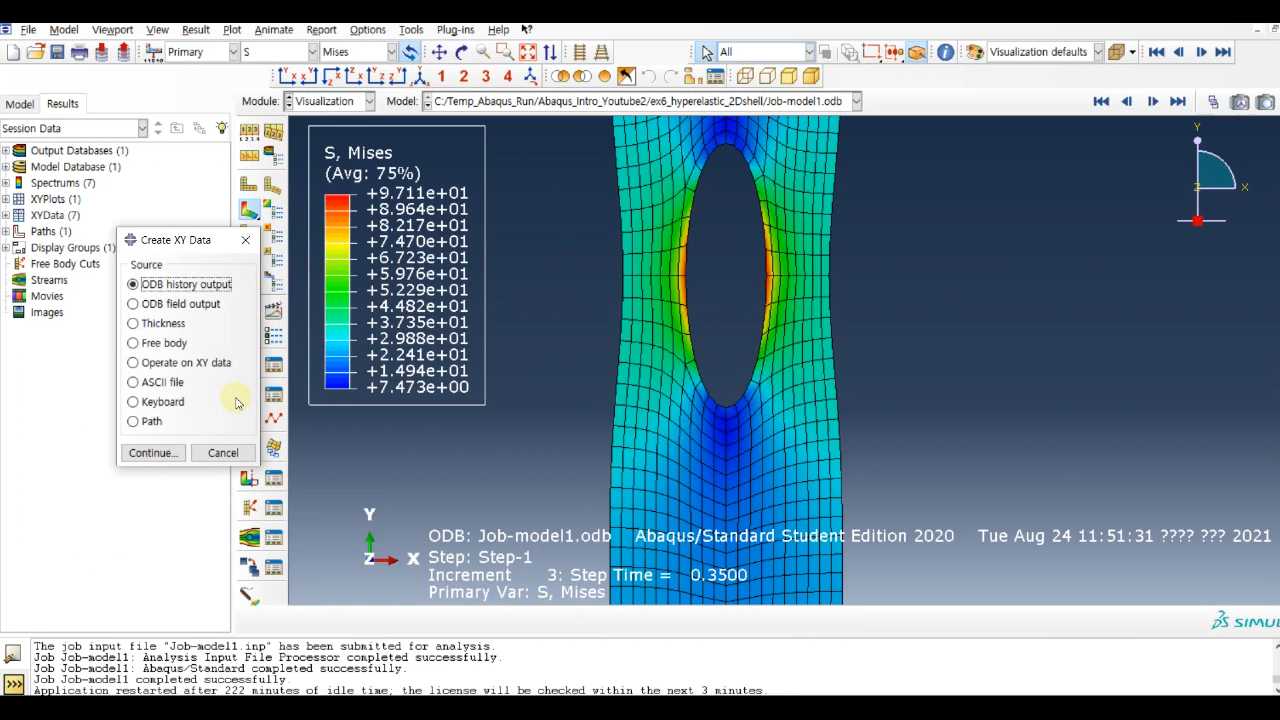 File Model Viewport View Result Plot Animate Report Options Tools Plug-ins Help
Primary S Mises All Visualization defaults
1 2 3 4
Model Results Module: Visualization Model: C:/Temp_Abaqus_Run/Abaqus_Intro_Youtube2/ex6_hyperelastic_2Dshell/Job-model1.odb
Session Data
Output Databases (1)
Model Database (1)
Spectrums (7)
XYPlots (1)
XYData (7)
Paths (1)
Display Groups (1)
Free Body Cuts
Streams
Movies
Images
Create XY Data
Source
ODB history output
ODB field output
Thickness
Free body
Operate on XY data
ASCII file
Keyboard
Path
Continue... Cancel
S, Mises
(Avg: 75%)
+9.711e+01
+8.964e+01
+8.217e+01
+7.470e+01
+6.723e+01
+5.976e+01
+5.229e+01
+4.482e+01
+3.735e+01
+2.988e+01
+2.241e+01
+1.494e+01
+7.473e+00
Y
Z X
Y
Z X
ODB: Job-model1.odb Abaqus/Standard Student Edition 2020 Tue Aug 24 11:51:31 ???? ??? 2021
Step: Step-1
Increment 3: Step Time = 0.3500
Primary Var: S, Mises
SIMUL
The job input file "Job-model1.inp" has been submitted for analysis.
Job Job-model1: Analysis Input File Processor completed successfully.
Job Job-model1: Abaqus/Standard completed successfully.
Job Job-model1 completed successfully.
Application restarted after 222 minutes of idle time; the license will be checked within the next 3 minutes.